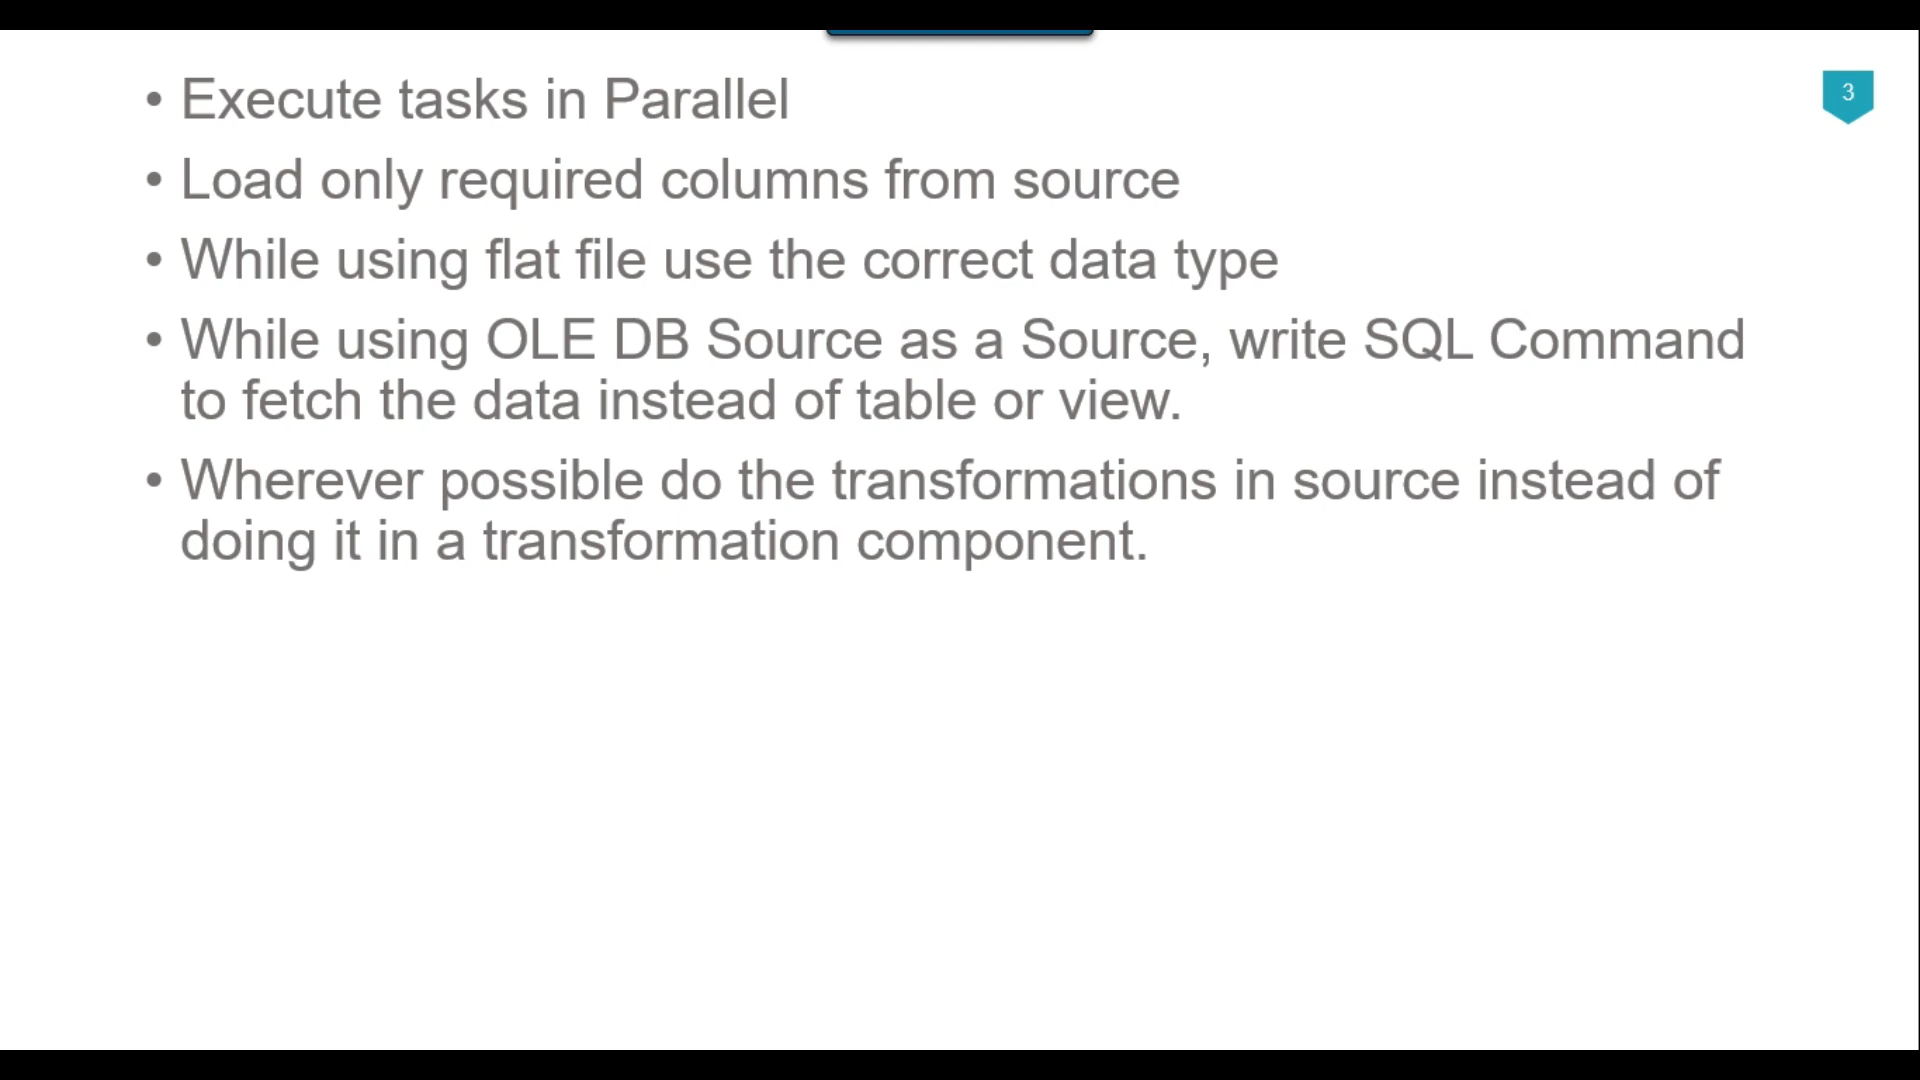 • Execute tasks in Parallel
3
• Load only required columns from source
• While using flat file use the correct data type
• While using OLE DB Source as a Source, write SQL Command
to fetch the data instead of table or view.
• Wherever possible do the transformations in source instead of
doing it in a transformation component.